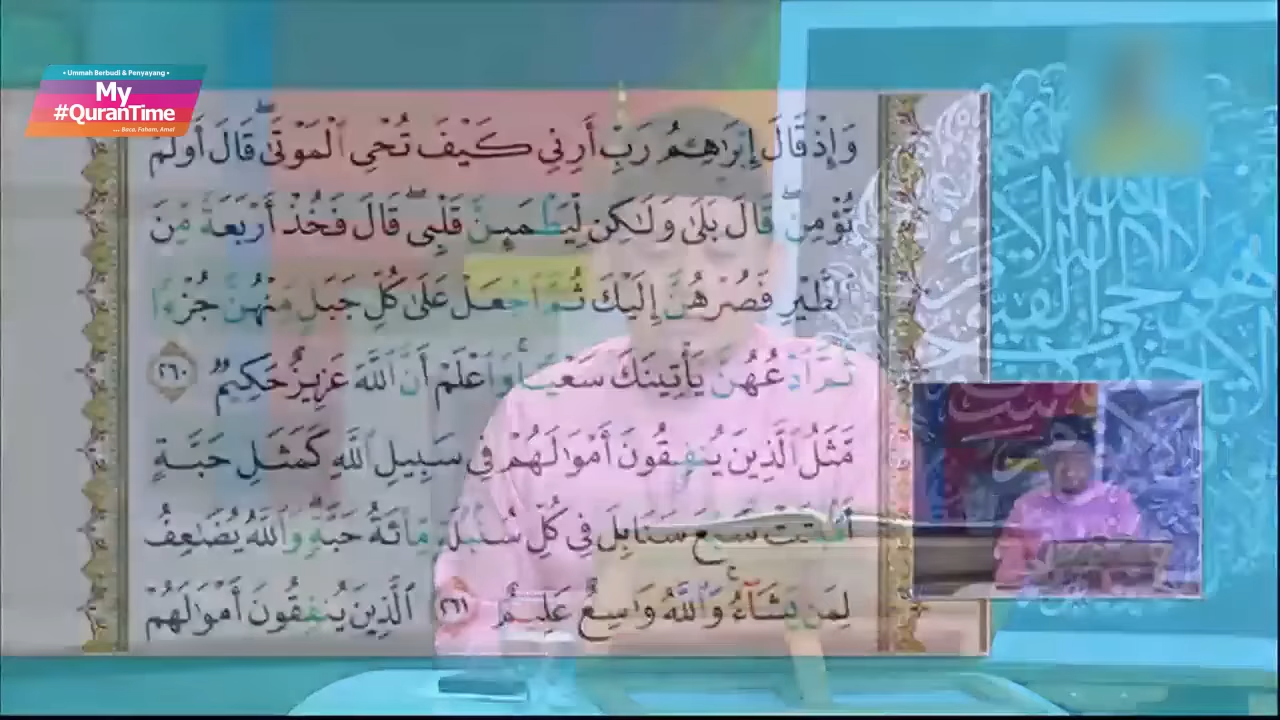 • Ummah Berbudi & Penyayang •
My
#QuranTime
... Baca, Faham, Amal
وَإِذْ قَالَ إِبْرَٰهِـۧمُ رَبِّ أَرِنِي كَيْفَ تُحْيِ ٱلْمَوْتَىٰ ۖ قَالَ أَوَلَمْ
تُؤْمِن ۖ قَالَ بَلَىٰ وَلَـٰكِن لِّيَطْمَئِنَّ قَلْبِي ۖ قَالَ فَخُذْ أَرْبَعَةً مِّنَ
ٱلطَّيْرِ فَصُرْهُنَّ إِلَيْكَ ثُمَّ ٱجْعَلْ عَلَىٰ كُلِّ جَبَلٍ مِّنْهُنَّ جُزْءًا
ثُمَّ ٱدْعُهُنَّ يَأْتِينَكَ سَعْيًا ۚ وَٱعْلَمْ أَنَّ ٱللَّهَ عَزِيزٌ حَكِيمٌ ٢٦٠
مَّثَلُ ٱلَّذِينَ يُنفِقُونَ أَمْوَٰلَهُمْ فِي سَبِيلِ ٱللَّهِ كَمَثَلِ حَبَّةٍ
أَنۢبَتَتْ سَبْعَ سَنَابِلَ فِي كُلِّ سُنۢبُلَةٍ مِّا۟ئَةُ حَبَّةٍ ۗ وَٱللَّهُ يُضَـٰعِفُ
لِمَن يَشَآءُ ۚ وَٱللَّهُ وَٰسِعٌ عَلِيمٌ ٢٦١ ٱلَّذِينَ يُنفِقُونَ أَمْوَٰلَهُمْ